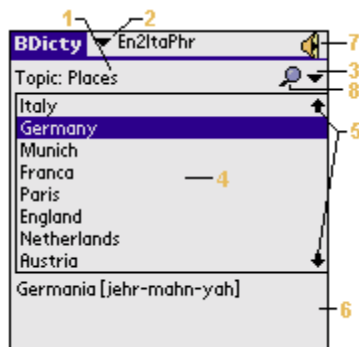 1 2
BDicty En2ItaPhr 7
Topic: Places 3
8
Italy
Germany
Munich
Franca
Paris
England
Netherlands
Austria
4
5
Germania [jehr-mahn-yah]
6